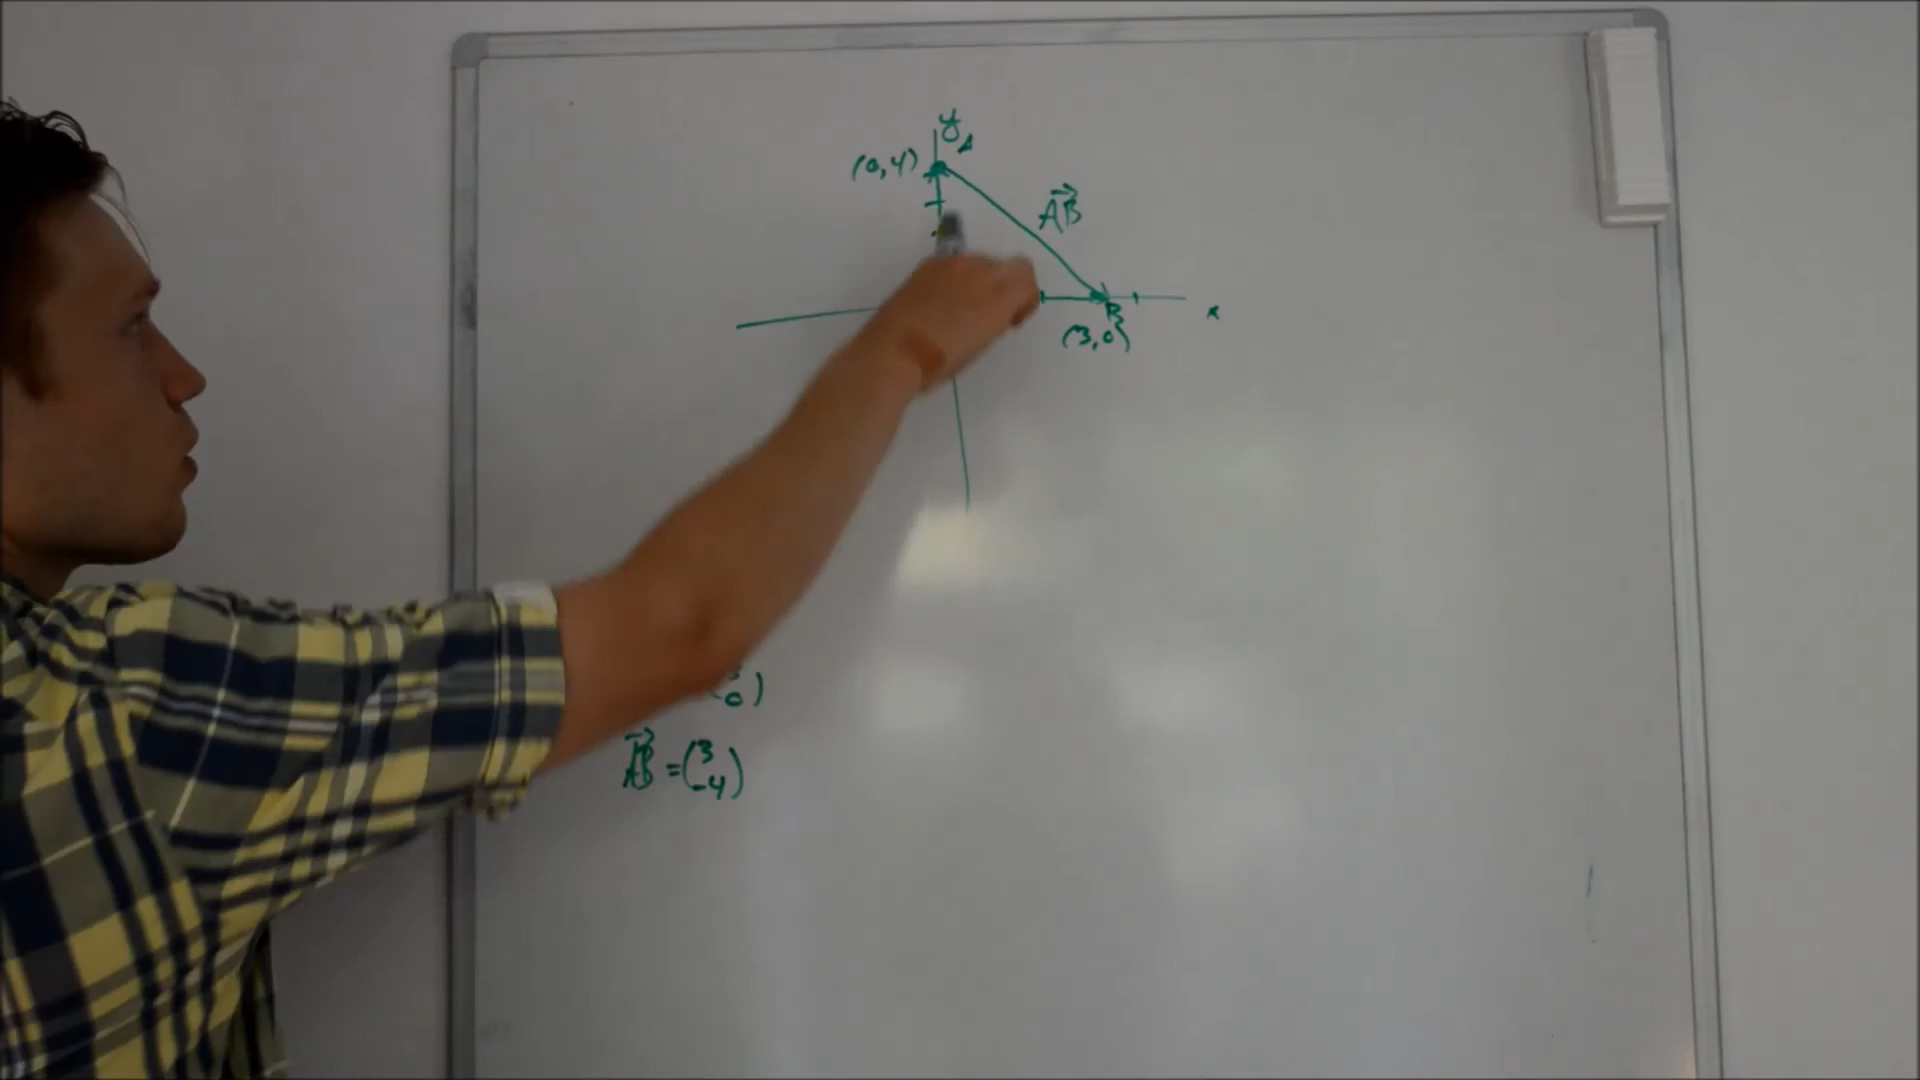 y
A
(0,4)
AB
x
B
(3,0)
0)
AB = (3
-4)